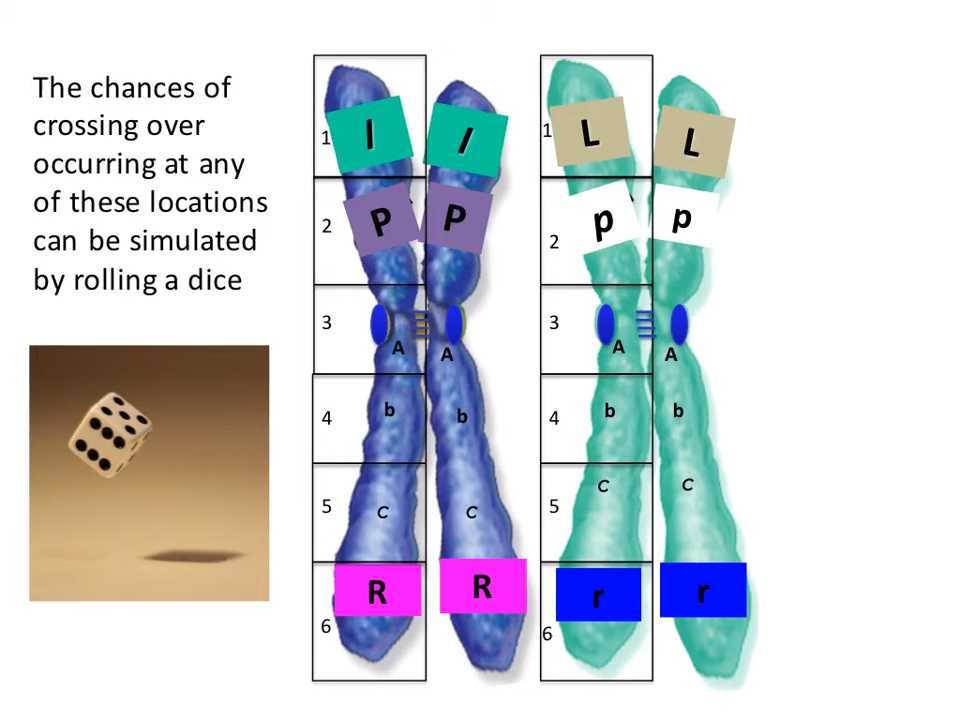 The chances of
crossing over
occurring at any
of these locations
can be simulated
by rolling a dice
1 l l 1 L L
2 P P 2 p p
3 3
A A A A
4 b b 4 b b
5 C C 5 C C
R R r r
6 6